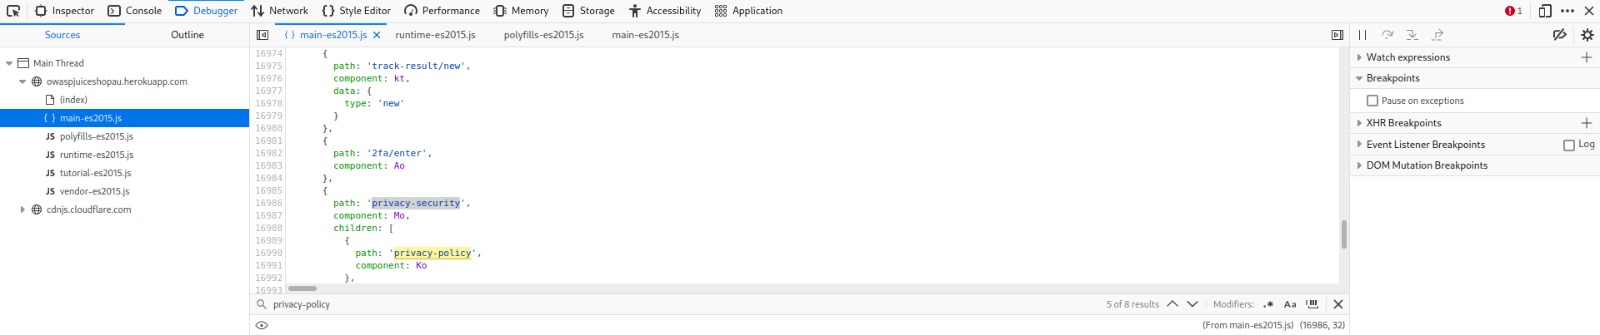 Inspector Console Debugger Network Style Editor Performance Memory Storage Accessibility Application 1
Sources Outline main-es2015.js runtime-es2015.js polyfills-es2015.js main-es2015.js
Main Thread
owaspjuiceshopau.herokuapp.com
(index)
main-es2015.js
JS polyfills-es2015.js
JS runtime-es2015.js
JS tutorial-es2015.js
JS vendor-es2015.js
cdnjs.cloudflare.com
16974 {
16975 path: 'track-result/new',
16976 component: kt,
16977 data: {
16978 type: 'new'
16979 }
16980 },
16981 {
16982 path: '2fa/enter',
16983 component: Ao
16984 },
16985 {
16986 path: 'privacy-security',
16987 component: Mo,
16988 children: [
16989 {
16990 path: 'privacy-policy',
16991 component: Ko
16992 },
16993
privacy-policy 5 of 8 results Modifiers: .* Aa
(From main-es2015.js) (16986, 32)
Watch expressions
Breakpoints
Pause on exceptions
XHR Breakpoints
Event Listener Breakpoints Log
DOM Mutation Breakpoints